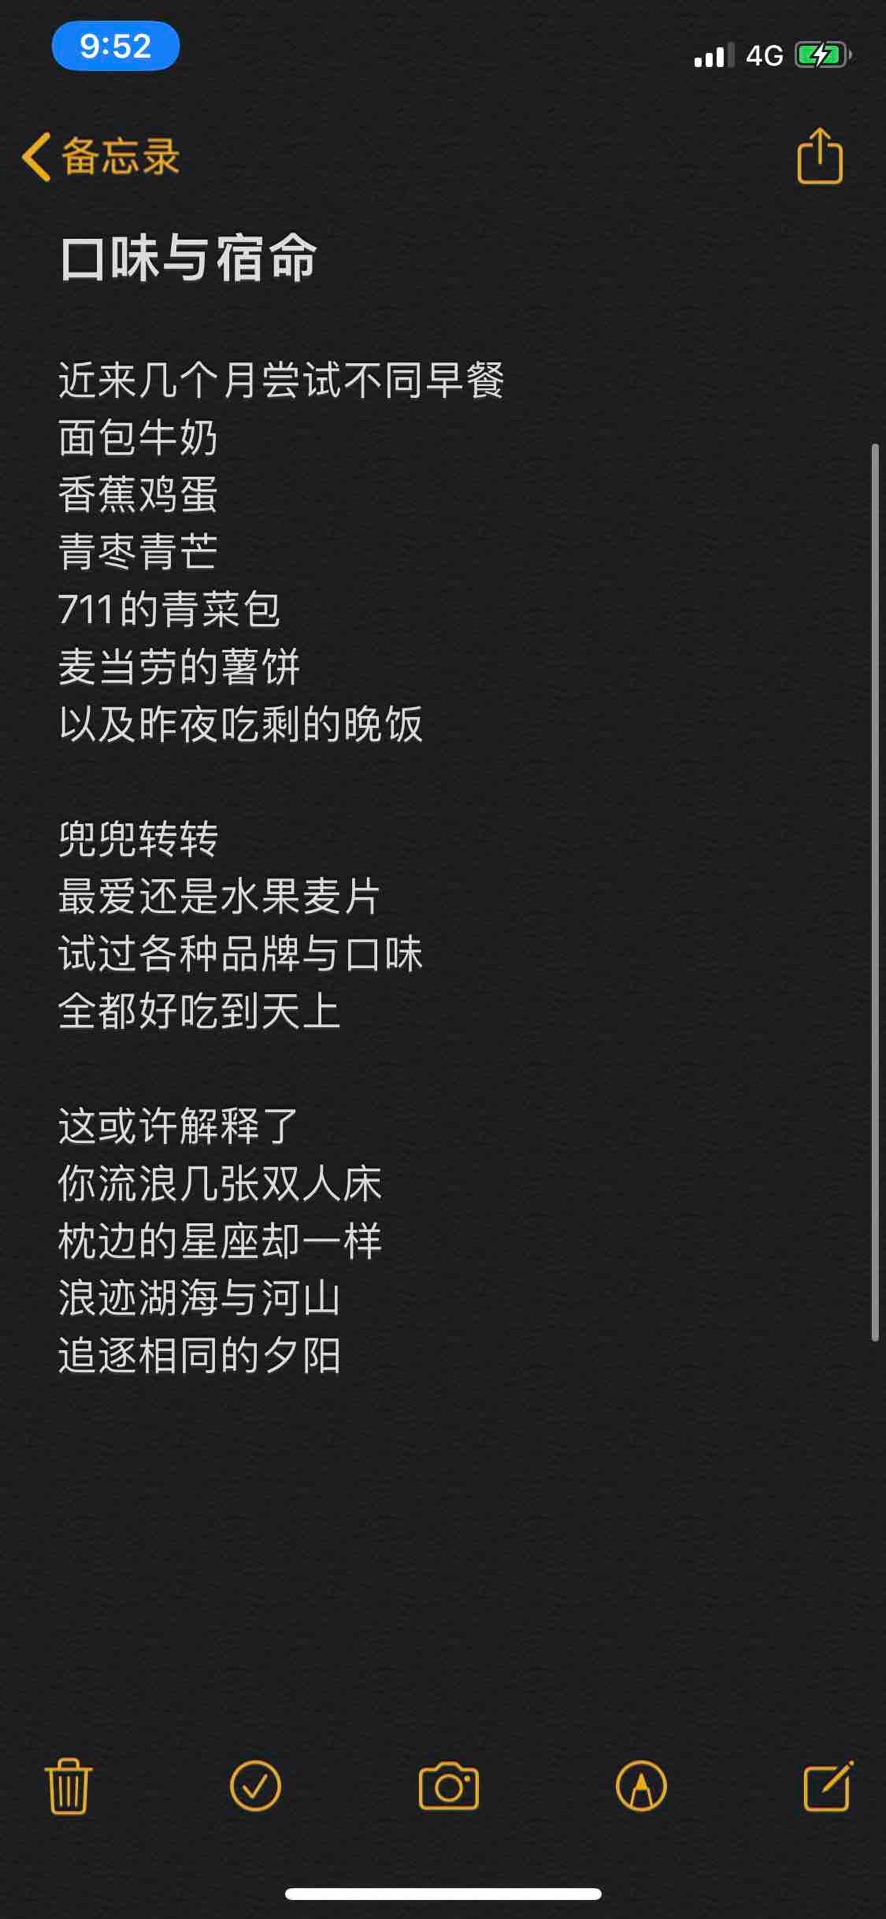 9:52
4G
备忘录
口味与宿命
近来几个月尝试不同早餐
面包牛奶
香蕉鸡蛋
青枣青芒
711的青菜包
麦当劳的薯饼
以及昨夜吃剩的晚饭
兜兜转转
最爱还是水果麦片
试过各种品牌与口味
全都好吃到天上
这或许解释了
你流浪几张双人床
枕边的星座却一样
浪迹湖海与河山
追逐相同的夕阳